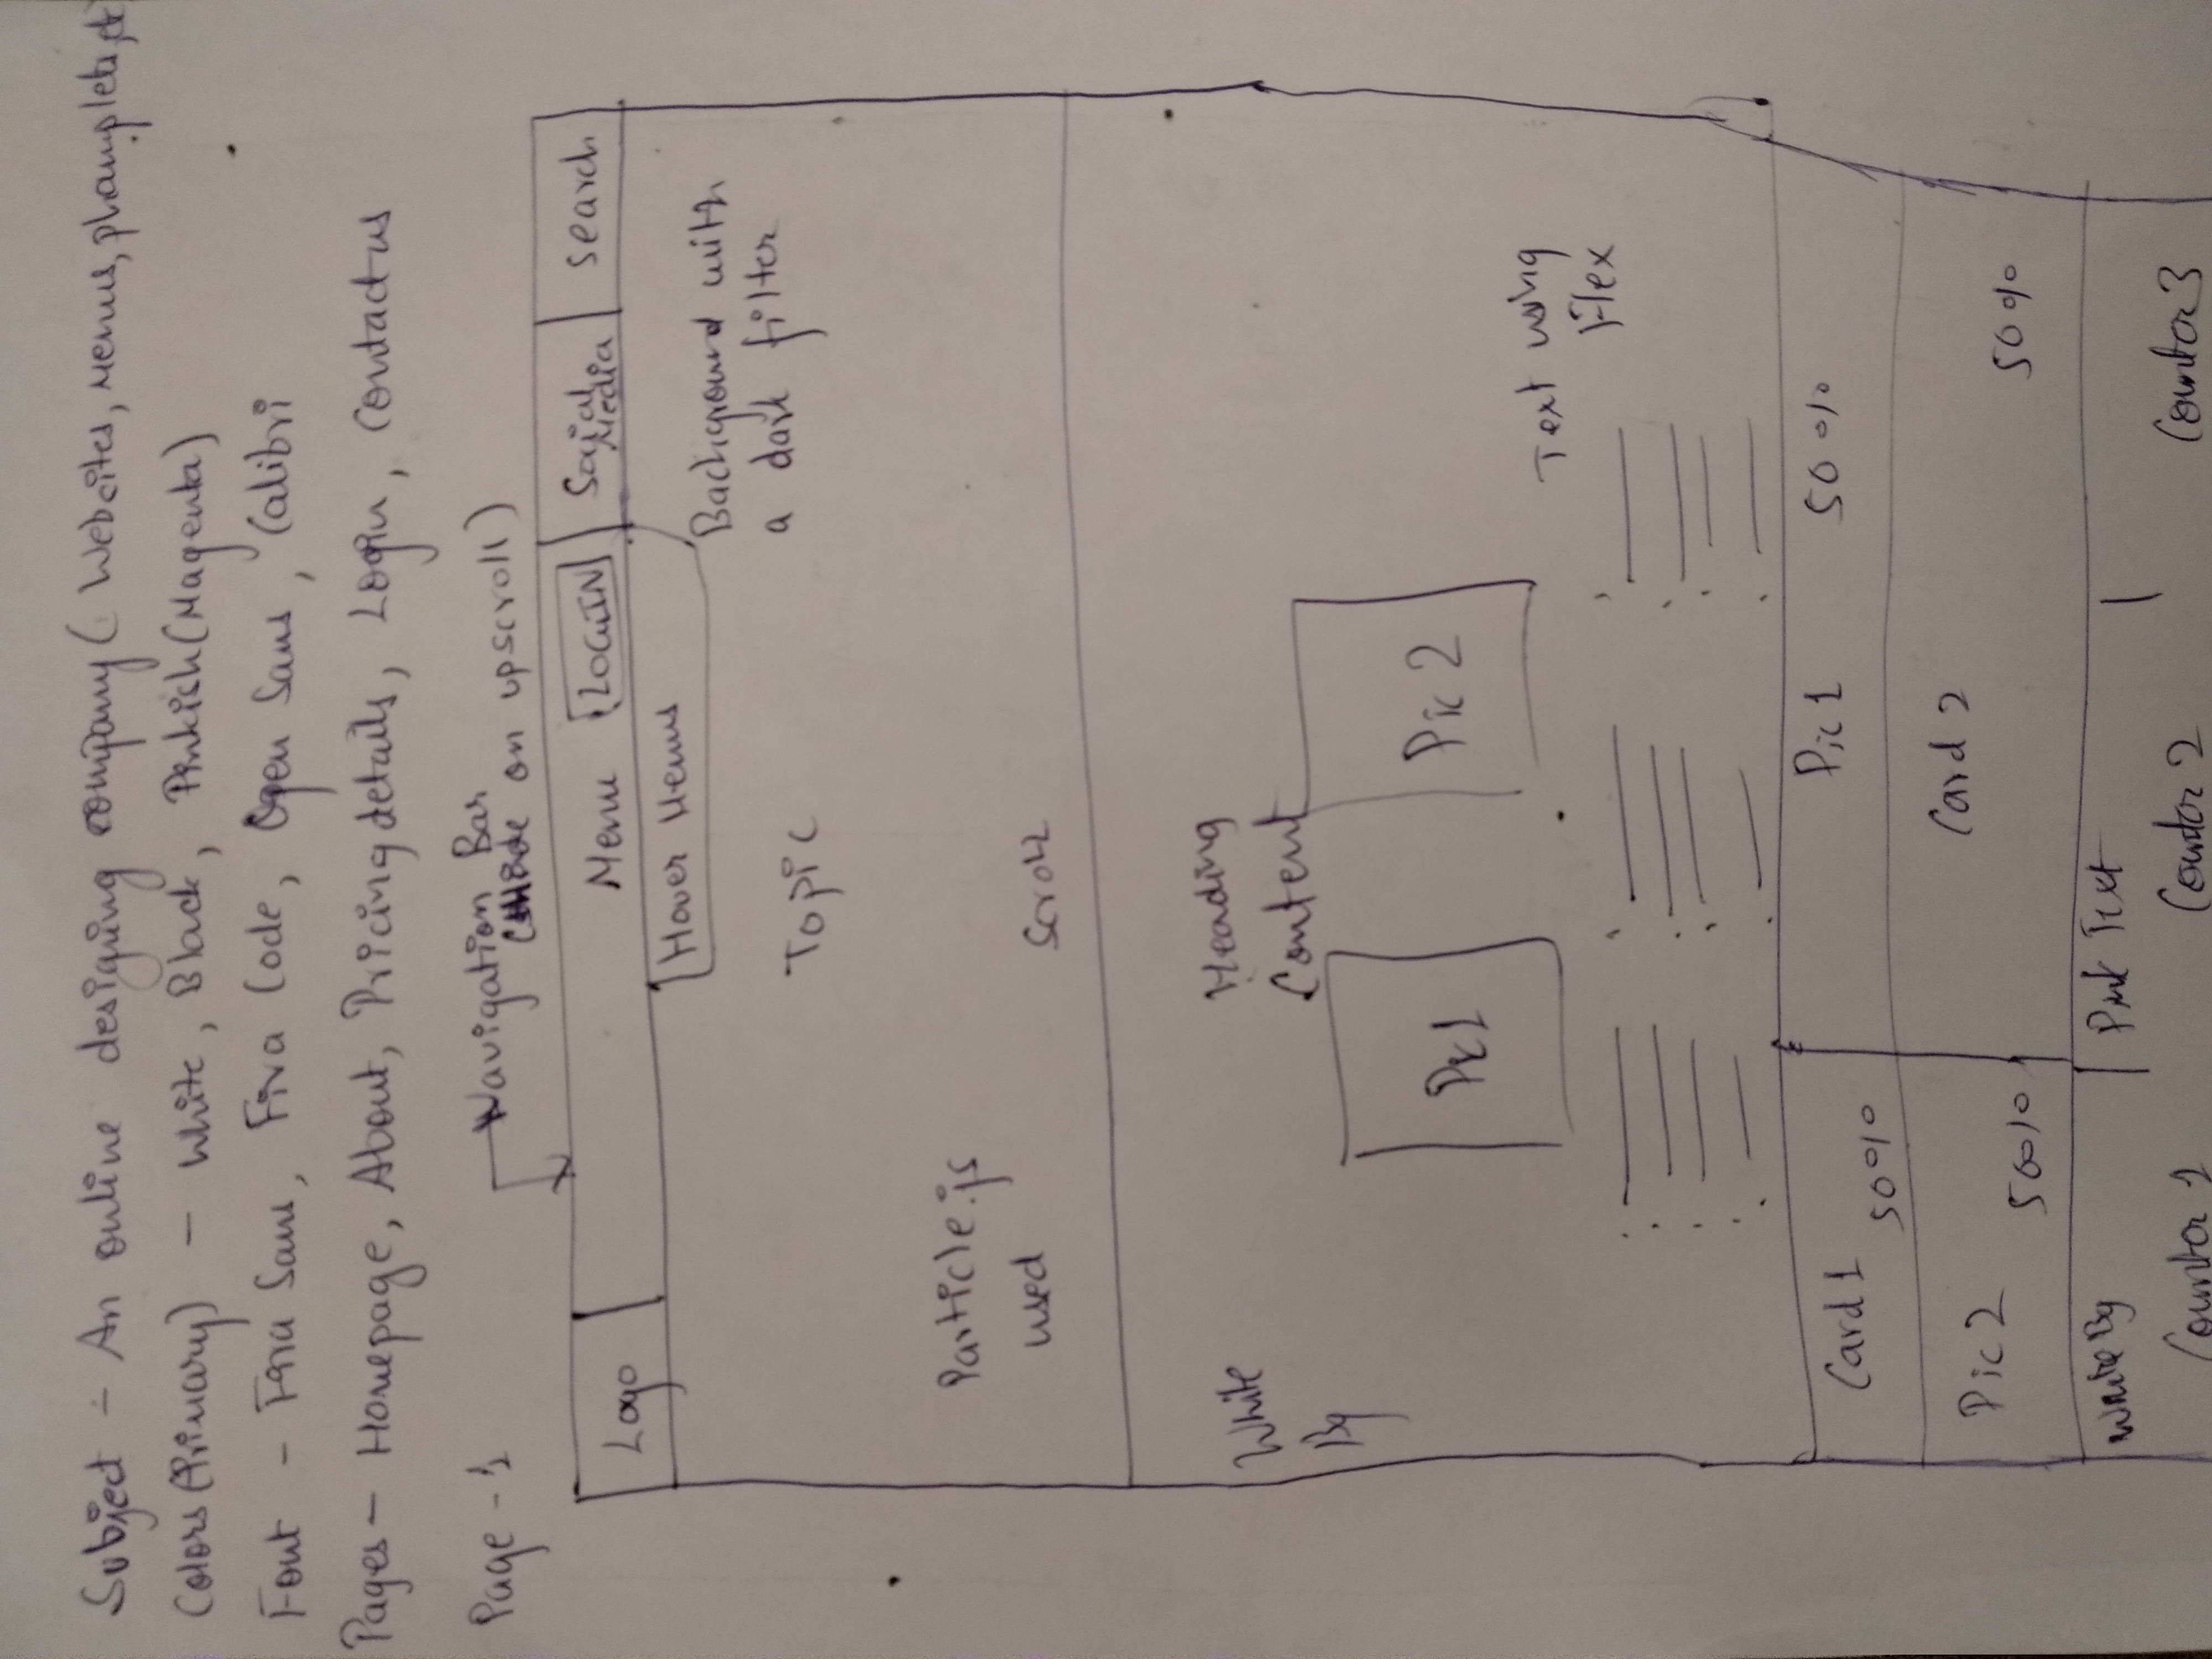 Subject - An online designing company ( Webcites, Menus, phamplets, etc
Colors (Primary) - White, Black, Pinkish (Magenta)
Font - Fira Sans, Fira Code, Open Sans, Calibri
Pages - Homepage, About, Pricing details, Login, Contact us
Page - 1
Navigation Bar
Hide on upscroll)
Logo Menu LOGIN Social Media Search
Hover Menus
Background with
a dark filter
Topic
Particle.js
used
Scroll
White
Bg
Heading
Content
Pic 1 Pic 2
Text using
Flex
Card 1 50% Pic 1 50%
Pic 2 50% Card 2 50%
White Bg Pink Text
Counter 1 Counter 2 Counter 3